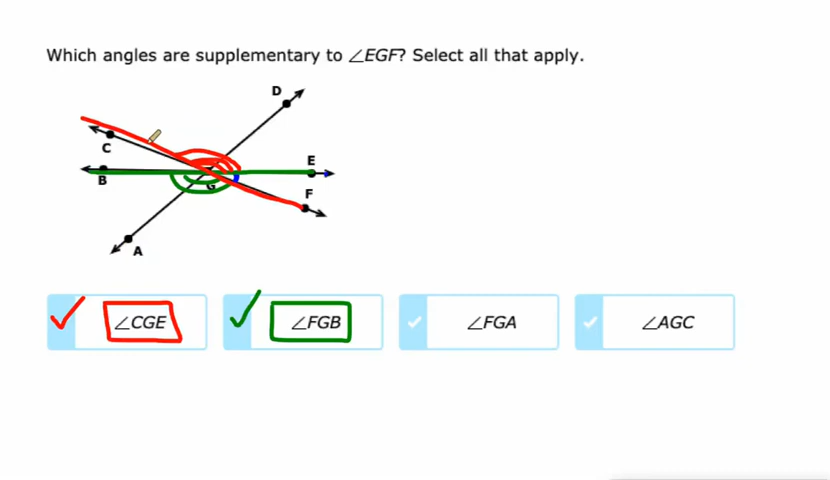 Which angles are supplementary to ∠EGF? Select all that apply.
D
C
E
B
G
F
A
∠CGE
∠FGB
∠FGA
∠AGC